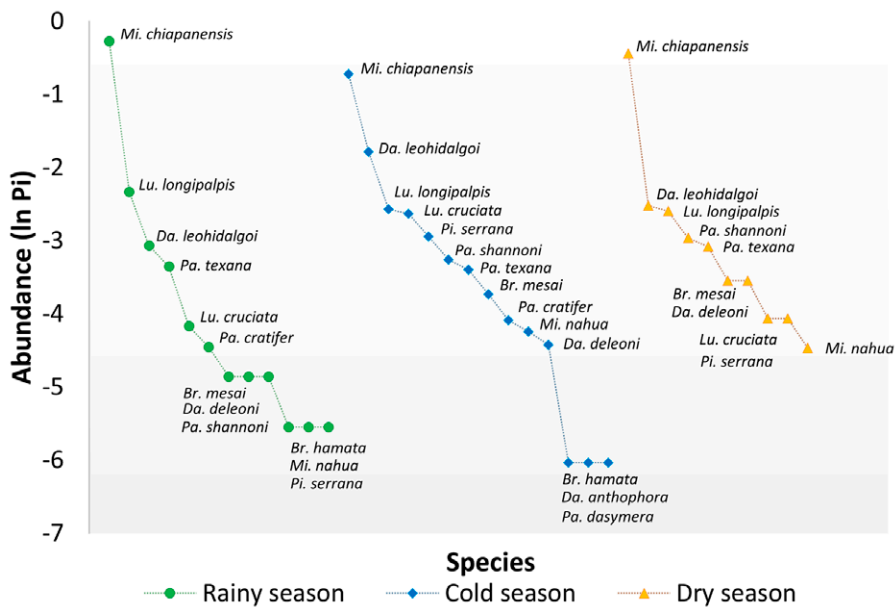 0
-1
-2
-3
-4
-5
-6
-7
Abundance (ln Pi)
Mi. chiapanensis
Lu. longipalpis
Da. leohidalgoi
Pa. texana
Lu. cruciata
Pa. cratifer
Br. mesai
Da. deleoni
Pa. shannoni
Br. hamata
Mi. nahua
Pi. serrana
Mi. chiapanensis
Da. leohidalgoi
Lu. longipalpis
Lu. cruciata
Pi. serrana
Pa. shannoni
Pa. texana
Br. mesai
Pa. cratifer
Mi. nahua
Da. deleoni
Br. hamata
Da. anthophora
Pa. dasymera
Mi. chiapanensis
Da. leohidalgoi
Lu. longipalpis
Pa. shannoni
Pa. texana
Br. mesai
Da. deleoni
Lu. cruciata
Pi. serrana
Mi. nahua
Species
Rainy season
Cold season
Dry season